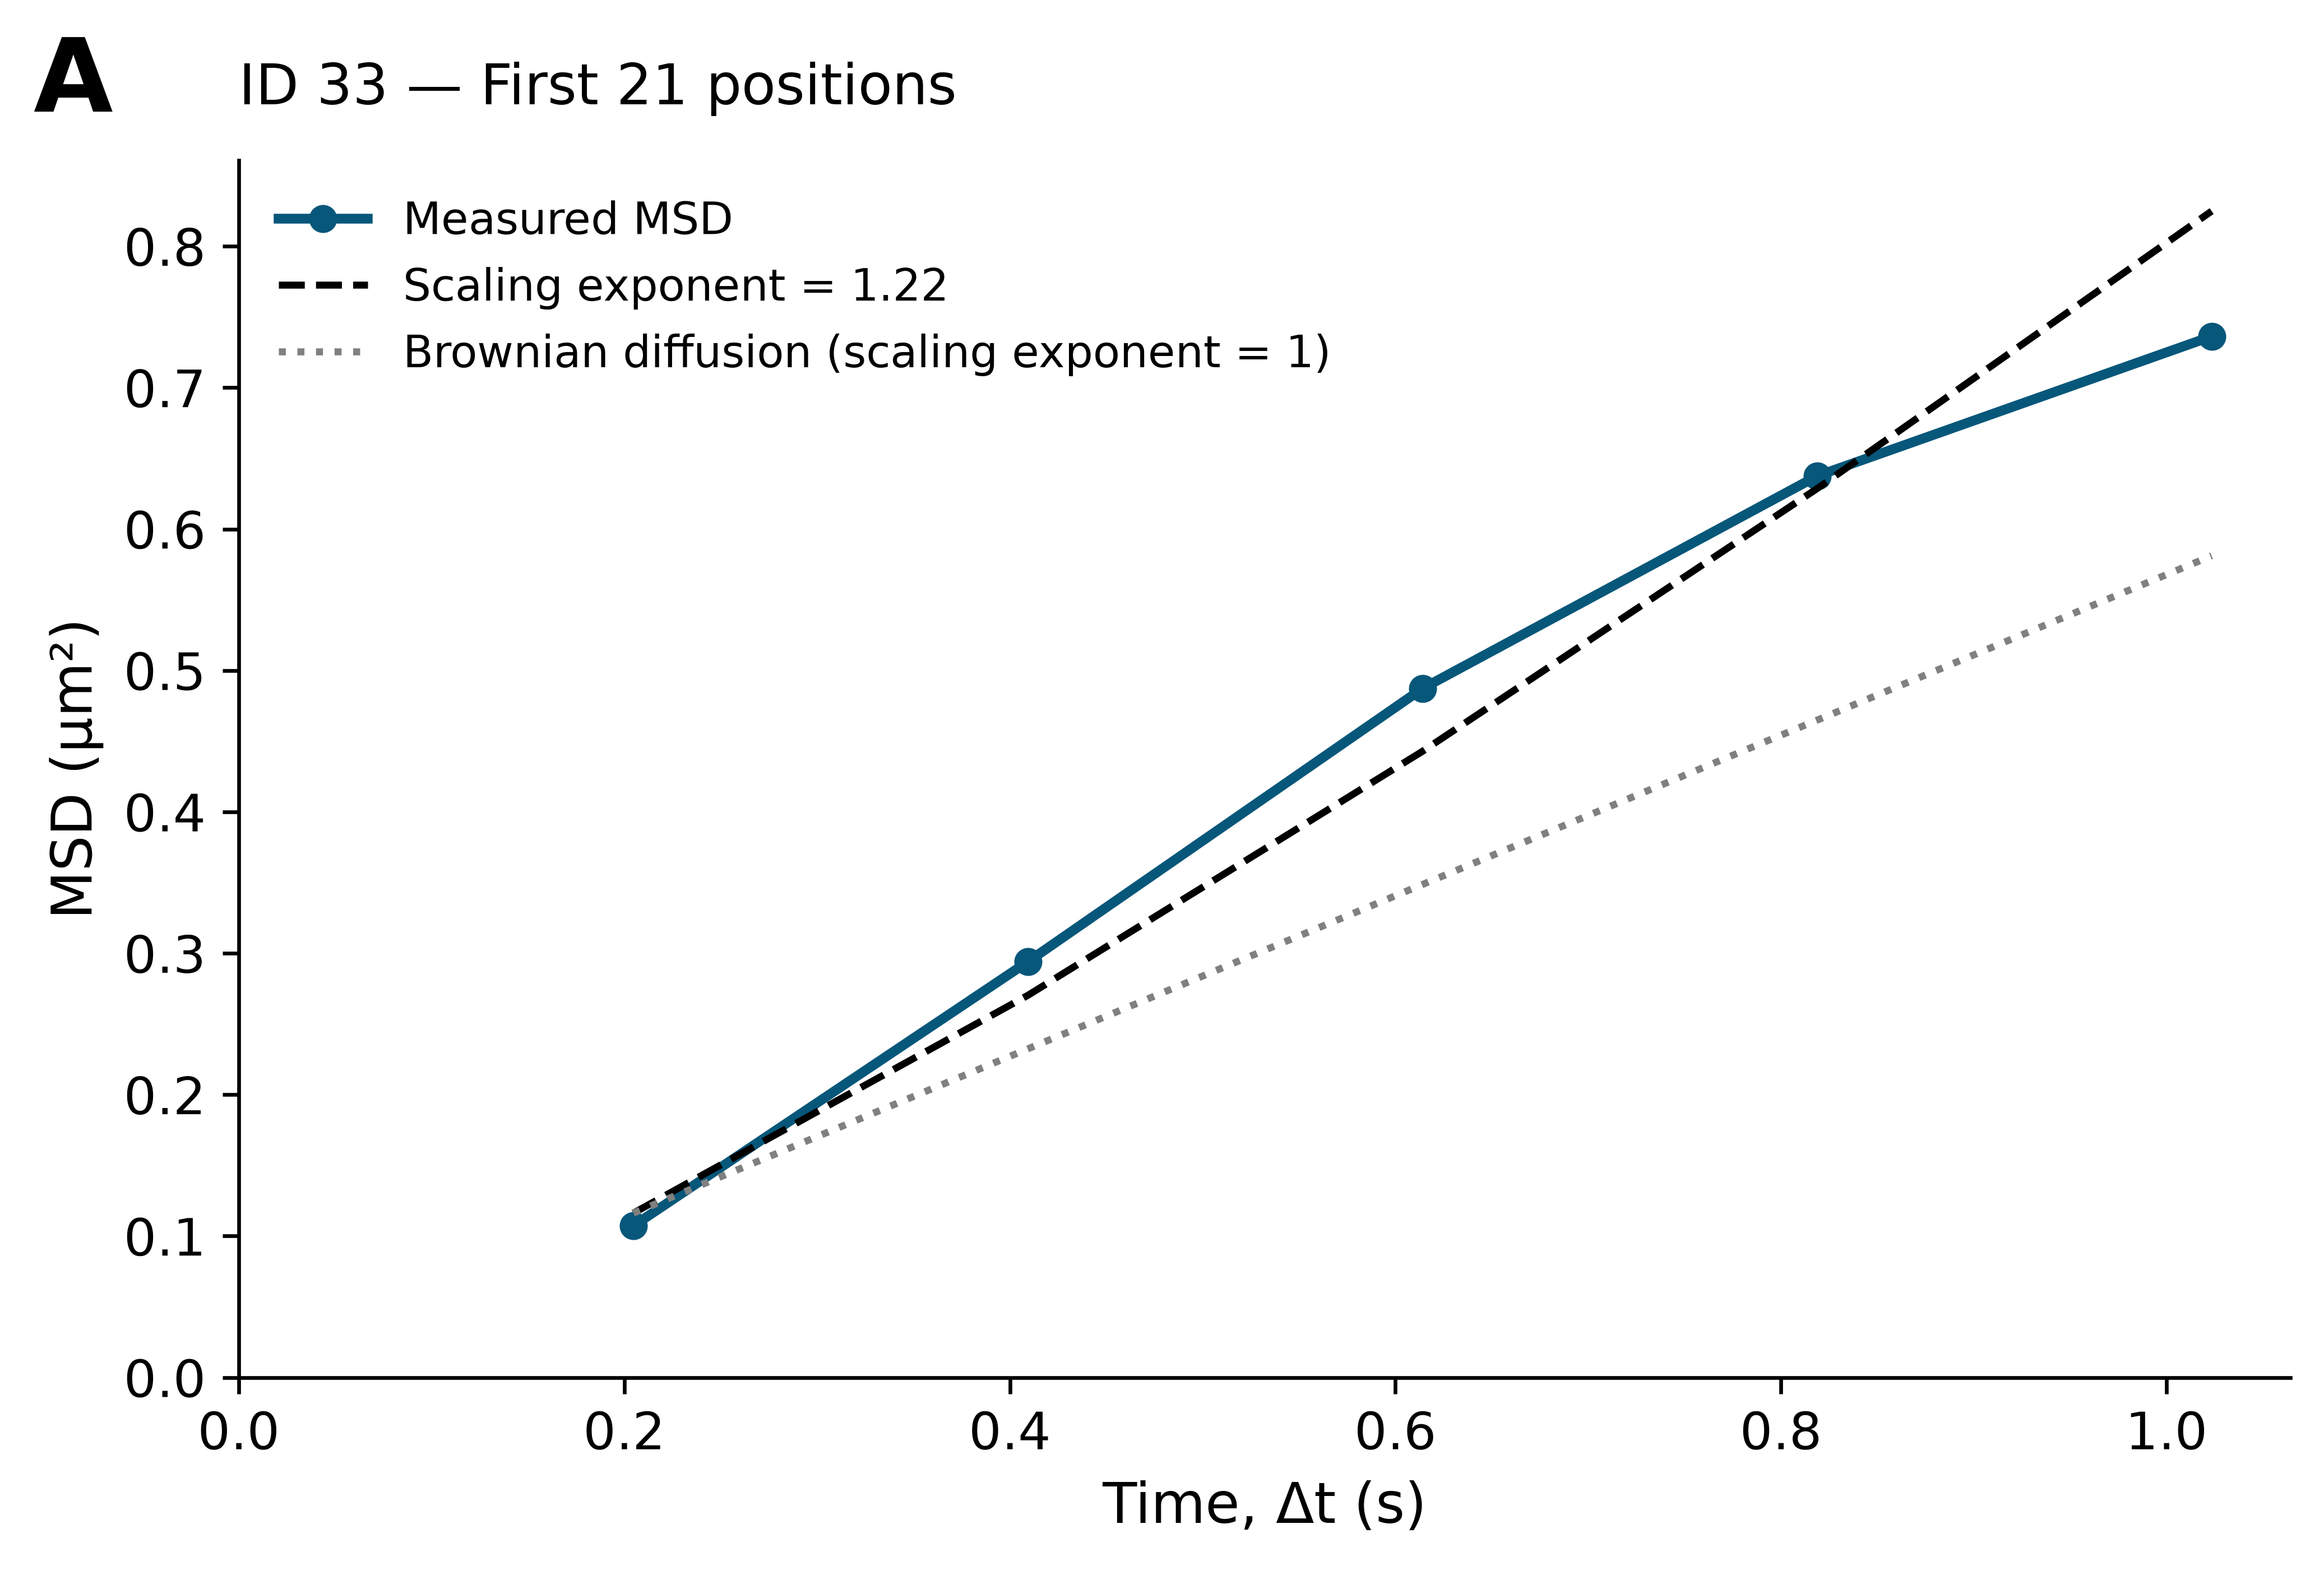 A
ID 33 — First 21 positions
Measured MSD
Scaling exponent = 1.22
Brownian diffusion (scaling exponent = 1)
MSD (µm²)
0.8
0.7
0.6
0.5
0.4
0.3
0.2
0.1
0.0
0.0 0.2 0.4 0.6 0.8 1.0
Time, Δt (s)